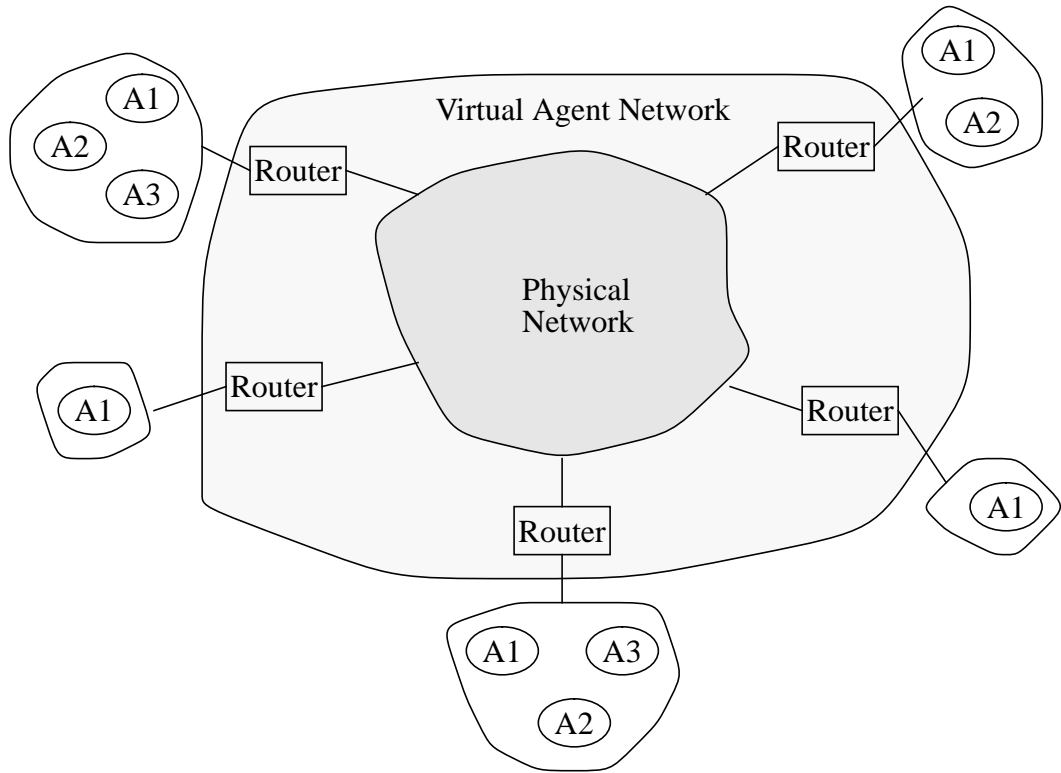 A1
A1
Virtual Agent Network
A2
A2
Router
Router
A3
Physical
Network
Router
A1
Router
A1
Router
A1
A3
A2